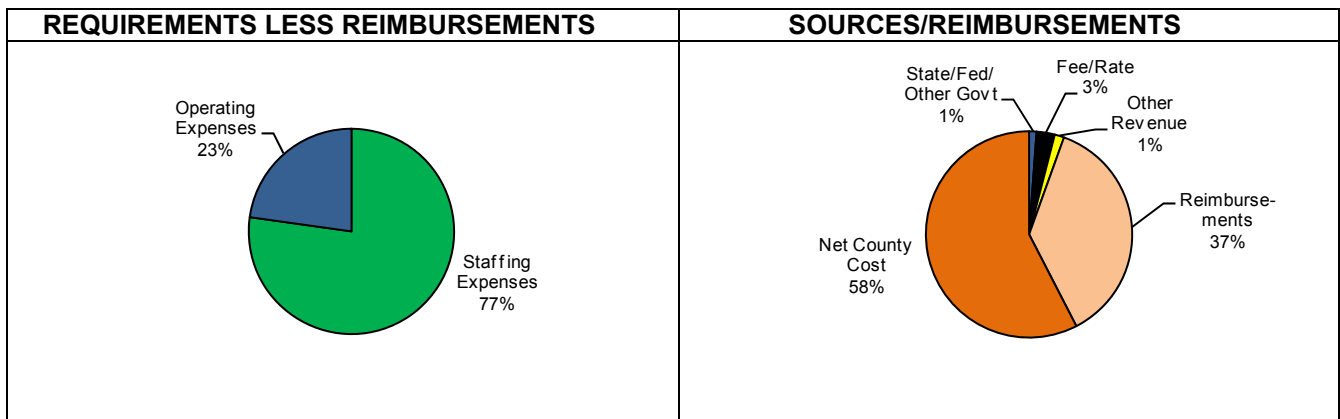 REQUIREMENTS LESS REIMBURSEMENTS
Operating
Expenses
23%
Staffing
Expenses
77%
SOURCES/REIMBURSEMENTS
State/Fed/
Other Govt
1%
Fee/Rate
3%
Other
Revenue
1%
Reimburse-
ments
37%
Net County
Cost
58%